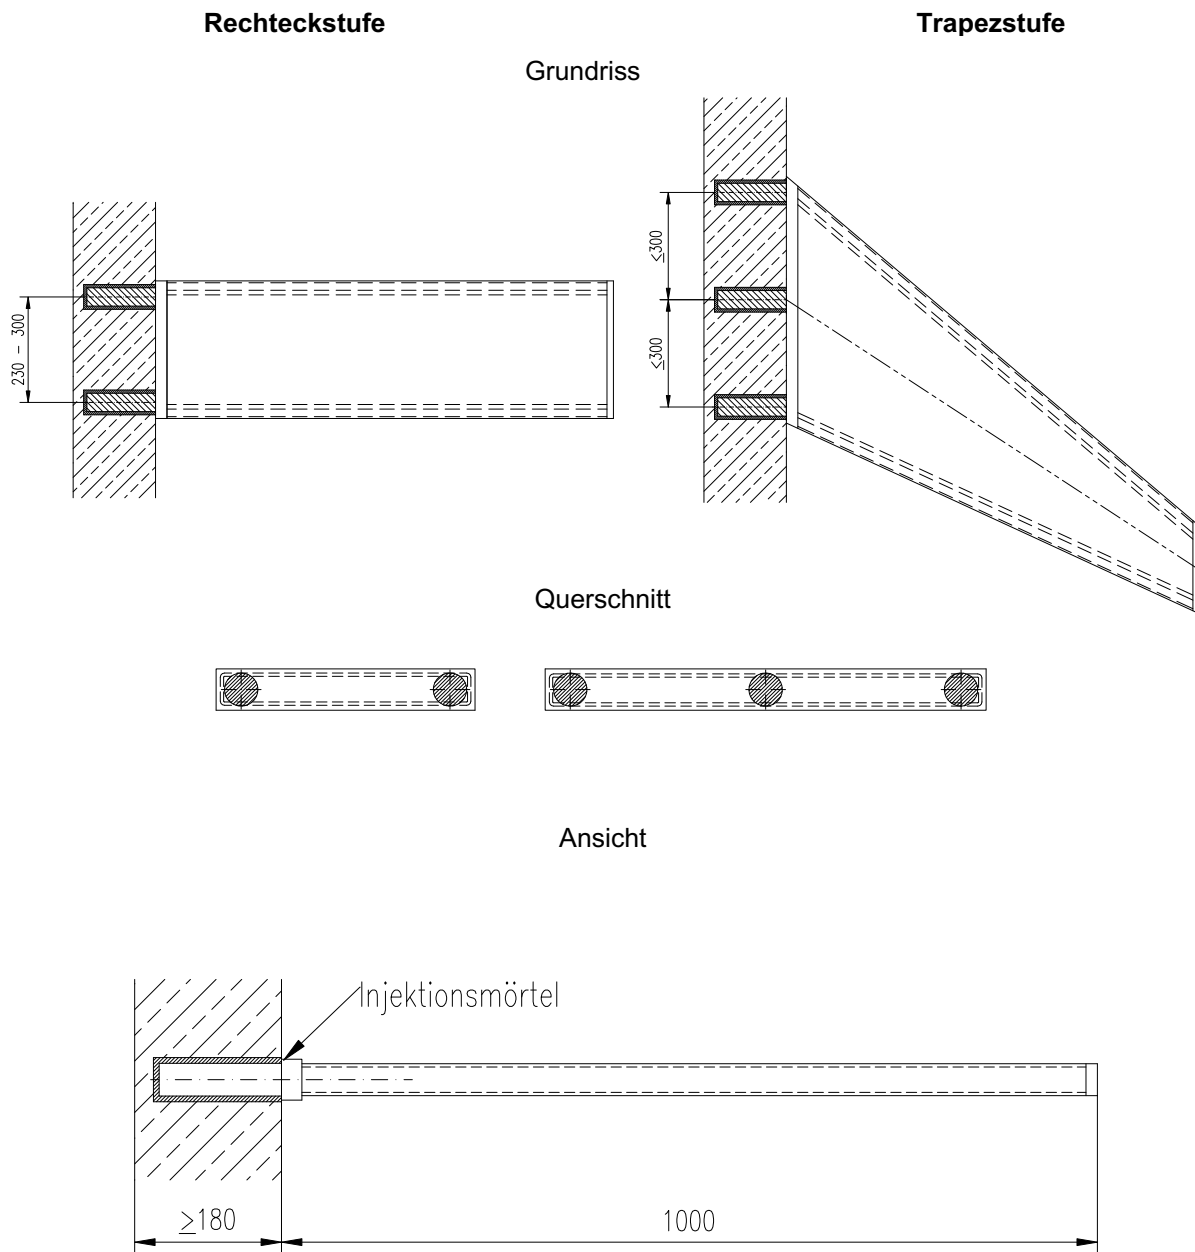 Rechteckstufe
Trapezstufe
Grundriss
230 - 300
≤300
≤300
Querschnitt
Ansicht
Injektionsmörtel
≥180
1000